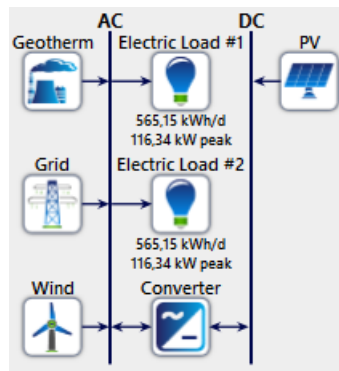 AC DC
Geotherm Electric Load #1 PV
565,15 kWh/d
116,34 kW peak
Grid Electric Load #2
565,15 kWh/d
116,34 kW peak
Wind Converter